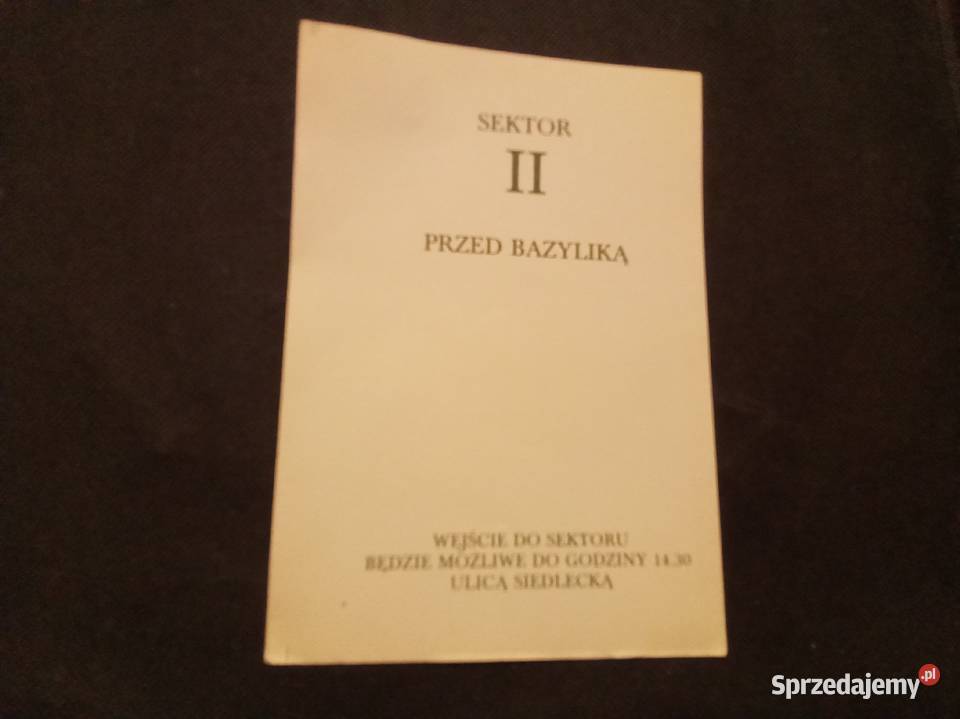 SEKTOR
II
PRZED BAZYLIKĄ
WEJŚCIE DO SEKTORU
BĘDZIE MOŻLIWE DO GODZINY 14.30
ULICĄ SIEDLECKĄ
Sprzedajemy.pl